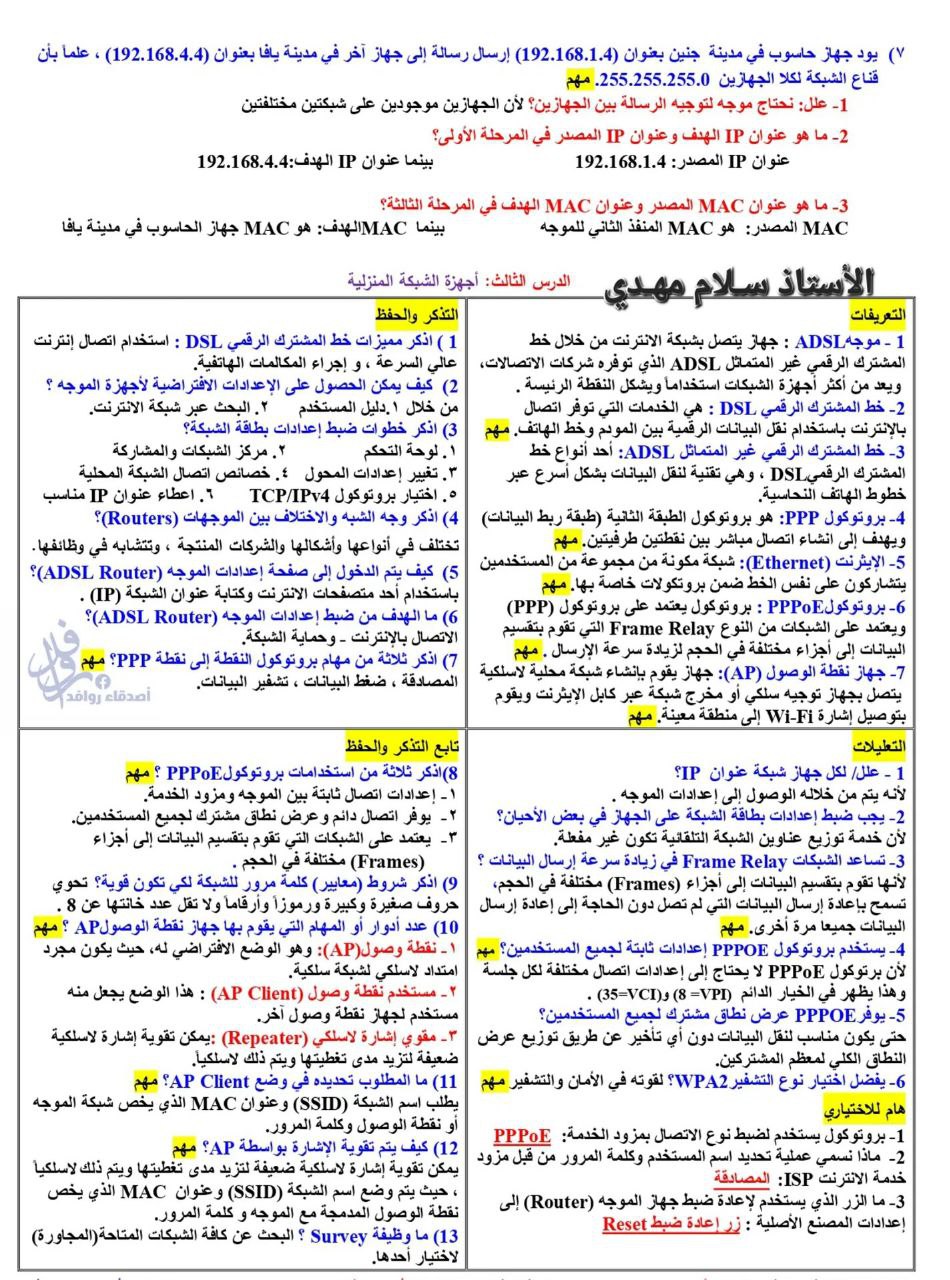 ٧) يود جهاز حاسوب في مدينة جنين بعنوان (192.168.1.4) إرسال رسالة إلى جهاز آخر في مدينة يافا بعنوان (192.168.4.4) ، علماً بأن
قناع الشبكة لكلا الجهازين 255.255.255.0. مهم
1- علل: نحتاج موجه لتوجيه الرسالة بين الجهازين؟ لأن الجهازين موجودين على شبكتين مختلفتين
2- ما هو عنوان IP الهدف وعنوان IP المصدر في المرحلة الأولى؟
عنوان IP المصدر: 192.168.1.4 بينما عنوان IP الهدف:192.168.4.4
3- ما هو عنوان MAC المصدر وعنوان MAC الهدف في المرحلة الثالثة؟
MAC المصدر: هو MAC المنفذ الثاني للموجه بينما MACالهدف: هو MAC جهاز الحاسوب في مدينة يافا
الأستاذ سلام مهدي
الدرس الثالث: أجهزة الشبكة المنزلية
التعريفات
1 - موجهADSL : جهاز يتصل بشبكة الانترنت من خلال خط
المشترك الرقمي غير المتماثل ADSL الذي توفره شركات الاتصالات،
ويعد من أكثر أجهزة الشبكات استخداماً ويشكل النقطة الرئيسة .
2- خط المشترك الرقمي DSL : هي الخدمات التي توفر اتصال
بالإنترنت باستخدام نقل البيانات الرقمية بين المودم وخط الهاتف. مهم
3- خط المشترك الرقمي غير المتماثل ADSL: أحد أنواع خط
المشترك الرقميDSL ، وهي تقنية لنقل البيانات بشكل أسرع عبر
خطوط الهاتف النحاسية.
4- بروتوكول PPP: هو بروتوكول الطبقة الثانية (طبقة ربط البيانات)
ويهدف إلى انشاء اتصال مباشر بين نقطتين طرفيتين. مهم
5- الإيثرنت (Ethernet): شبكة مكونة من مجموعة من المستخدمين
يتشاركون على نفس الخط ضمن بروتكولات خاصة بها. مهم
6- بروتوكولPPPoE : بروتوكول يعتمد على بروتوكول (PPP)
ويعتمد على الشبكات من النوع Frame Relay التي تقوم بتقسيم
البيانات إلى أجزاء مختلفة في الحجم لزيادة سرعة الإرسال . مهم
7- جهاز نقطة الوصول (AP): جهاز يقوم بإنشاء شبكة محلية لاسلكية
يتصل بجهاز توجيه سلكي أو مخرج شبكة عبر كابل الإيثرنت ويقوم
بتوصيل إشارة Wi-Fi إلى منطقة معينة. مهم
التذكر والحفظ
1 ) اذكر مميزات خط المشترك الرقمي DSL : استخدام اتصال إنترنت
عالي السرعة ، و إجراء المكالمات الهاتفية.
2) كيف يمكن الحصول على الإعدادات الافتراضية لأجهزة الموجه ؟
من خلال ١.دليل المستخدم ٢. البحث عبر شبكة الانترنت.
3) اذكر خطوات ضبط إعدادات بطاقة الشبكة؟
١. لوحة التحكم ٢. مركز الشبكات والمشاركة
٣. تغيير إعدادات المحول ٤. خصائص اتصال الشبكة المحلية
٥. اختيار بروتوكول TCP/IPv4 ٦. اعطاء عنوان IP مناسب
4) اذكر وجه الشبه والاختلاف بين الموجهات (Routers)؟
تختلف في أنواعها وأشكالها والشركات المنتجة ، وتتشابه في وظائفها.
5) كيف يتم الدخول إلى صفحة إعدادات الموجه (ADSL Router)؟
باستخدام أحد متصفحات الانترنت وكتابة عنوان الشبكة (IP) .
6) ما الهدف من ضبط إعدادات الموجه (ADSL Router)؟
الاتصال بالإنترنت - وحماية الشبكة.
7) اذكر ثلاثة من مهام بروتوكول النقطة إلى نقطة PPP؟ مهم
المصادقة ، ضغط البيانات ، تشفير البيانات.
أصدقاء روافد
التعليلات
1 - علل/ لكل جهاز شبكة عنوان IP؟
لأنه يتم من خلاله الوصول إلى إعدادات الموجه .
2- يجب ضبط إعدادات بطاقة الشبكة على الجهاز في بعض الأحيان؟
لأن خدمة توزيع عناوين الشبكة التلقائية تكون غير مفعلة.
3- تساعد الشبكات Frame Relay في زيادة سرعة إرسال البيانات ؟
لأنها تقوم بتقسيم البيانات إلى أجزاء (Frames) مختلفة في الحجم،
تسمح بإعادة إرسال البيانات التي لم تصل دون الحاجة إلى إعادة إرسال
البيانات جميعا مرة أخرى. مهم
4- يستخدم بروتوكول PPPOE إعدادات ثابتة لجميع المستخدمين؟ مهم
لأن برتوكول PPPoE لا يحتاج إلى إعدادات اتصال مختلفة لكل جلسة
وهذا يظهر في الخيار الدائم (8 =VPI) و(35=VCI) .
5- يوفرPPPOE عرض نطاق مشترك لجميع المستخدمين؟
حتى يكون مناسب لنقل البيانات دون أي تأخير عن طريق توزيع عرض
النطاق الكلي لمعظم المشتركين.
6- يفضل اختيار نوع التشفيرWPA2؟ لقوته في الأمان والتشفير مهم
هام للاختياري
1- بروتوكول يستخدم لضبط نوع الاتصال بمزود الخدمة: PPPoE
2- ماذا نسمي عملية تحديد اسم المستخدم وكلمة المرور من قبل مزود
خدمة الانترنت ISP: المصادقة
3- ما الزر الذي يستخدم لإعادة ضبط جهاز الموجه (Router) إلى
إعدادات المصنع الأصلية : زر إعادة ضبط Reset
تابع التذكر والحفظ
8)اذكر ثلاثة من استخدامات بروتوكولPPPoE ؟ مهم
١- إعدادات اتصال ثابتة بين الموجه ومزود الخدمة.
٢- يوفر اتصال دائم وعرض نطاق مشترك لجميع المستخدمين.
٣- يعتمد على الشبكات التي تقوم بتقسيم البيانات إلى أجزاء
(Frames) مختلفة في الحجم .
9) اذكر شروط (معايير) كلمة مرور للشبكة لكي تكون قوية؟ تحوي
حروف صغيرة وكبيرة ورموزاً وأرقاماً ولا تقل عدد خانتها عن 8 .
10) عدد أدوار أو المهام التي يقوم بها جهاز نقطة الوصولAP ؟ مهم
١- نقطة وصول(AP): وهو الوضع الافتراضي له، حيث يكون مجرد
امتداد لاسلكي لشبكة سلكية.
٢- مستخدم نقطة وصول (AP Client) : هذا الوضع يجعل منه
مستخدم لجهاز نقطة وصول آخر.
٣- مقوي إشارة لاسلكي (Repeater) :يمكن تقوية إشارة لاسلكية
ضعيفة لتزيد مدى تغطيتها ويتم ذلك لاسلكياً.
11) ما المطلوب تحديده في وضع AP Client؟ مهم
يطلب اسم الشبكة (SSID) وعنوان MAC الذي يخص شبكة الموجه
أو نقطة الوصول وكلمة المرور.
12) كيف يتم تقوية الإشارة بواسطة AP؟ مهم
يمكن تقوية إشارة لاسلكية ضعيفة لتزيد مدى تغطيتها ويتم ذلك لاسلكياً
، حيث يتم وضع اسم الشبكة (SSID) وعنوان MAC الذي يخص
نقطة الوصول المدمجة مع الموجه و كلمة المرور.
13) ما وظيفة Survey ؟ البحث عن كافة الشبكات المتاحة(المجاورة)
لاختيار أحدها.